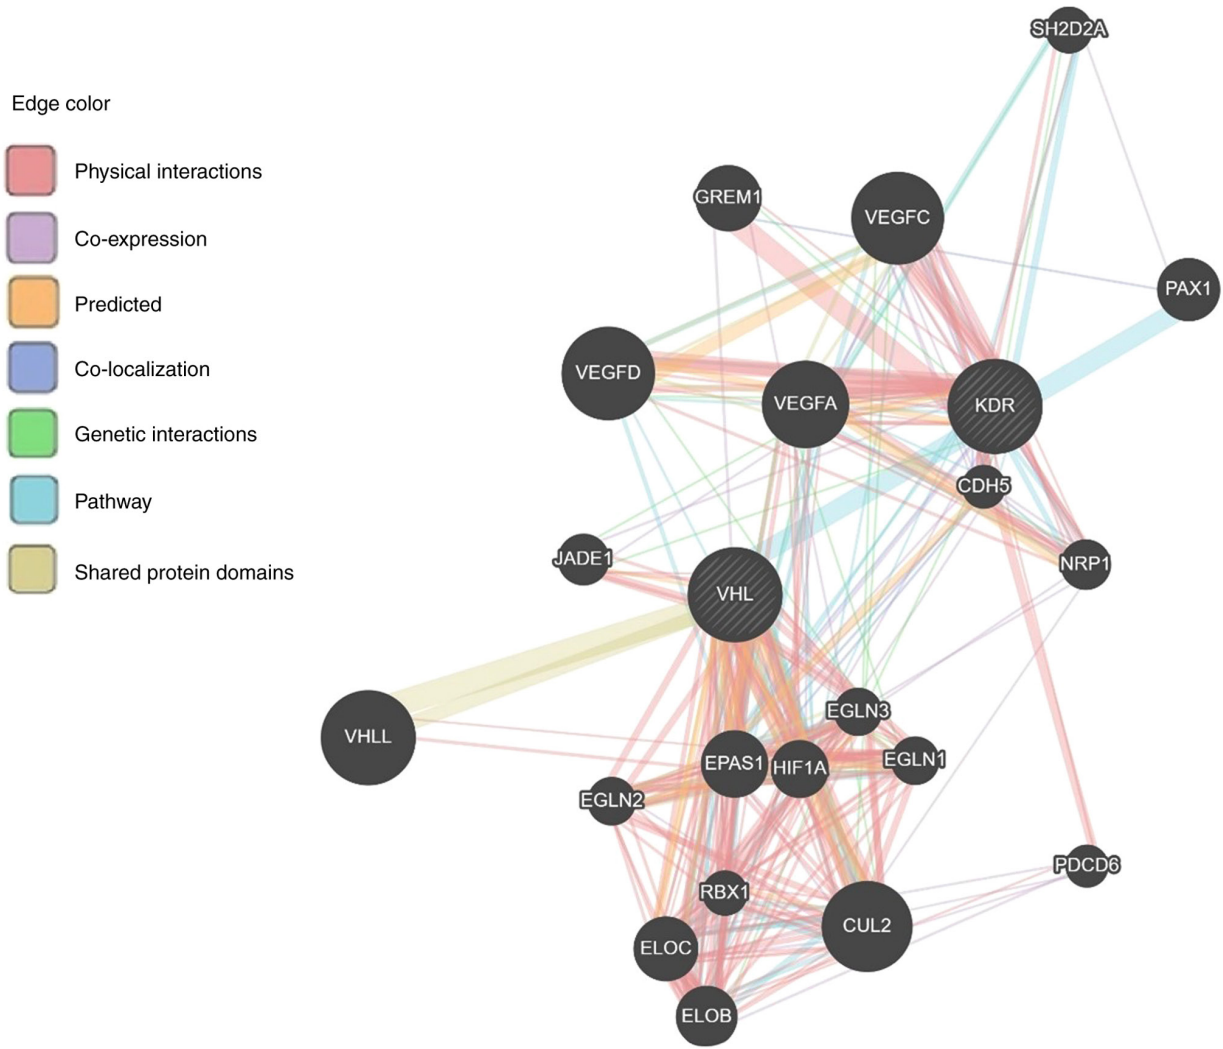 Edge color
Physical interactions
Co-expression
Predicted
Co-localization
Genetic interactions
Pathway
Shared protein domains
SH2D2A
GREM1
VEGFC
PAX1
VEGFD
VEGFA
KDR
CDH5
JADE1
NRP1
VHL
EGLN3
VHLL
EPAS1
HIF1A
EGLN1
EGLN2
PDCD6
RBX1
CUL2
ELOC
ELOB